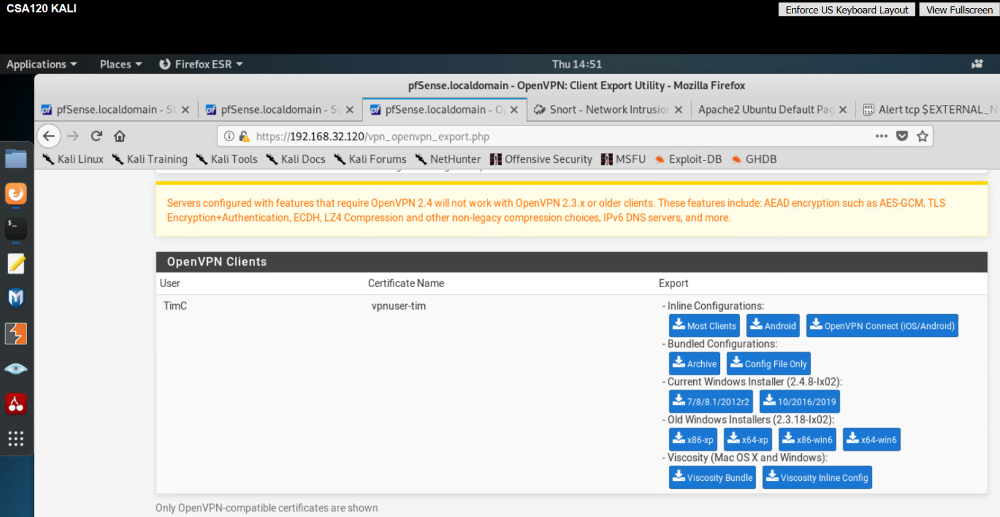 CSA120 KALI
Enforce US Keyboard Layout
View Fullscreen
Applications
Places
Firefox ESR
Thu 14:51
pfSense.localdomain - OpenVPN: Client Export Utility - Mozilla Firefox
pfSense.localdomain - St
pfSense.localdomain - Sy
pfSense.localdomain - Op
Snort - Network Intrusion
Apache2 Ubuntu Default Pag
Alert tcp $EXTERNAL_N
https://192.168.32.120/vpn_openvpn_export.php
Kali Linux
Kali Training
Kali Tools
Kali Docs
Kali Forums
NetHunter
Offensive Security
MSFU
Exploit-DB
GHDB
Servers configured with features that require OpenVPN 2.4 will not work with OpenVPN 2.3.x or older clients. These features include: AEAD encryption such as AES-GCM, TLS
Encryption+Authentication, ECDH, LZ4 Compression and other non-legacy compression choices, IPv6 DNS servers, and more.
OpenVPN Clients
User Certificate Name Export
TimC vpnuser-tim - Inline Configurations:
Most Clients Android OpenVPN Connect (iOS/Android)
- Bundled Configurations:
Archive Config File Only
- Current Windows Installer (2.4.8-Ix02):
7/8/8.1/2012r2 10/2016/2019
- Old Windows Installers (2.3.18-Ix02):
x86-xp x64-xp x86-win6 x64-win6
- Viscosity (Mac OS X and Windows):
Viscosity Bundle Viscosity Inline Config
Only OpenVPN-compatible certificates are shown